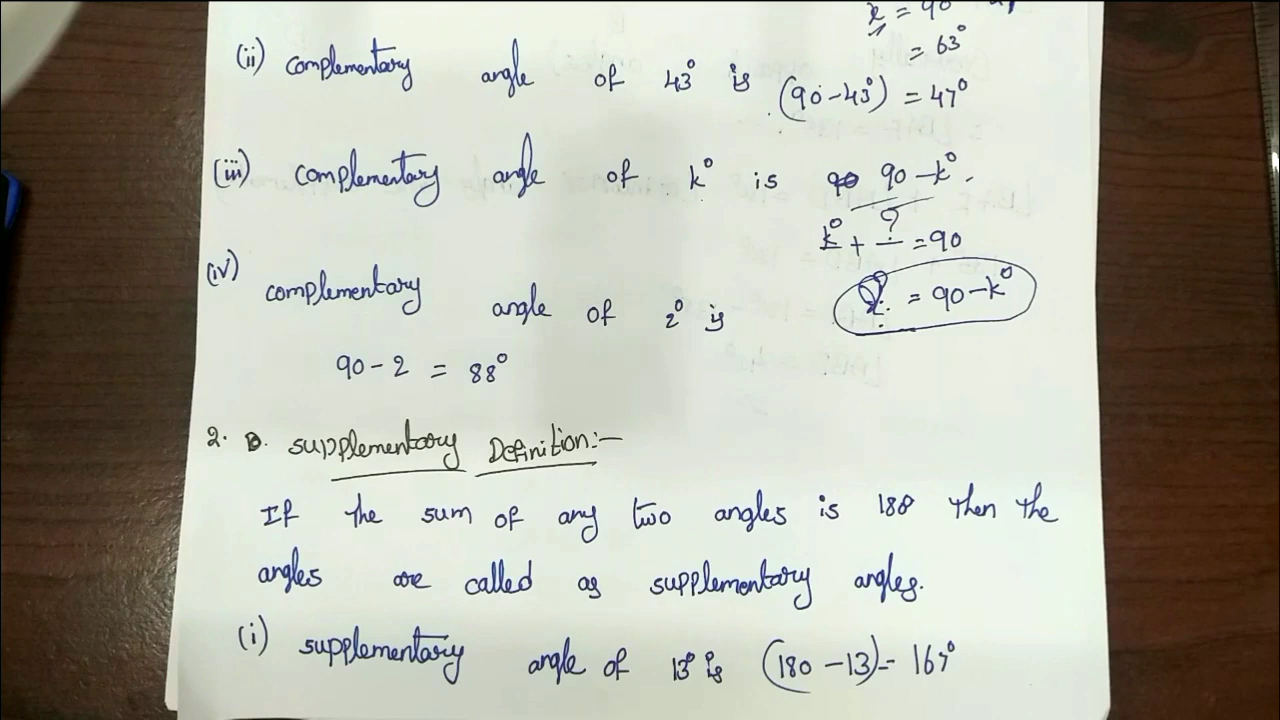 = 90
= 63°
(ii) complementary angle of 43° is (90-43°) = 47°
(iii) complementary angle of k° is 90 90-k°.
k° + ? = 90
(iv) complementary angle of 2° is
? = 90-k°
90-2 = 88°
2. D. supplementary Definition:-
If the sum of any two angles is 180 then the
angles are called as supplementary angles.
(i) supplementary angle of 13° is (180-13) = 167°